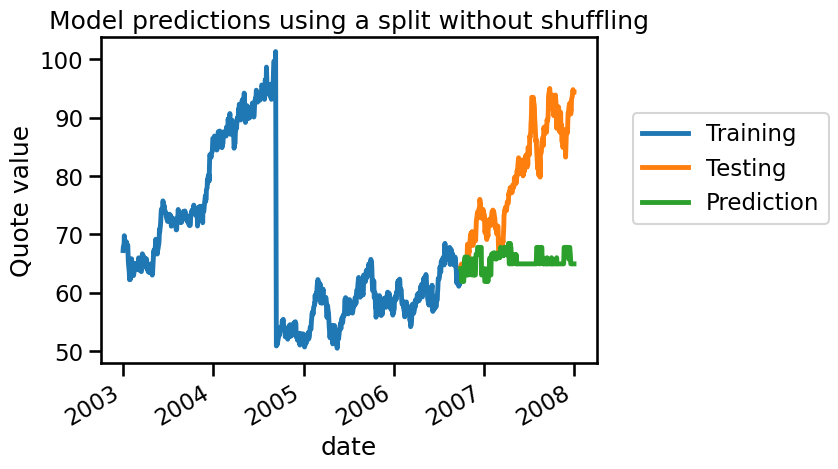 Model predictions using a split without shuffling
100
90
80
70
60
50
Quote value
2003
2004
2005
2006
2007
2008
date
Training
Testing
Prediction